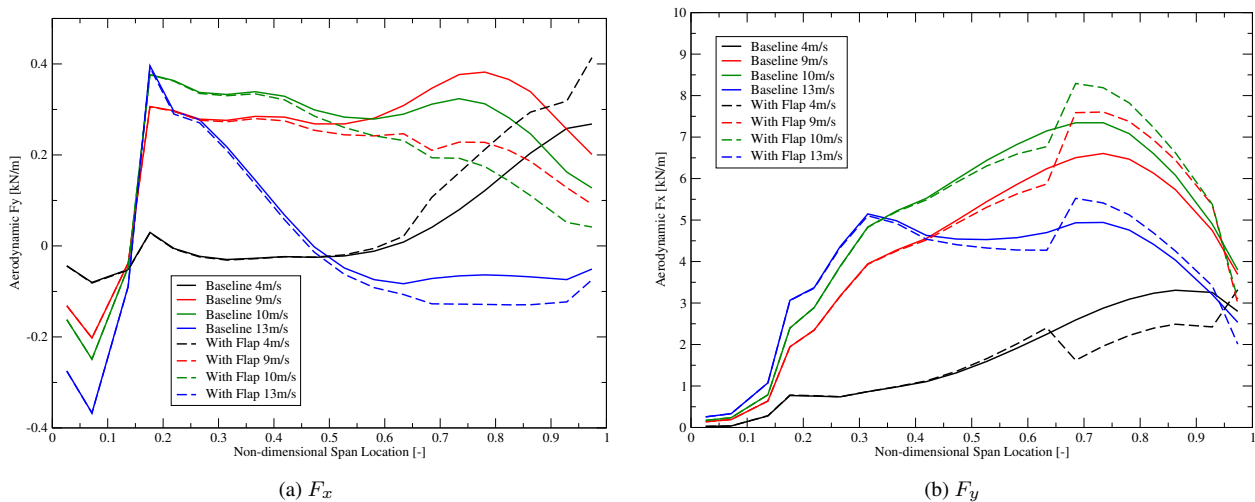 0.4
0.2
0
-0.2
-0.4
Aerodynamic Fy [kN/m]
0 0.1 0.2 0.3 0.4 0.5 0.6 0.7 0.8 0.9 1
Non-dimensional Span Location [-]
Baseline 4m/s
Baseline 9m/s
Baseline 10m/s
Baseline 13m/s
With Flap 4m/s
With Flap 9m/s
With Flap 10m/s
With Flap 13m/s
(a) Fx
10
9
8
7
6
5
4
3
2
1
0
Aerodynamic Fx [kN/m]
0 0.1 0.2 0.3 0.4 0.5 0.6 0.7 0.8 0.9 1
Non-dimensional Span Location [-]
Baseline 4m/s
Baseline 9m/s
Baseline 10m/s
Baseline 13m/s
With Flap 4m/s
With Flap 9m/s
With Flap 10m/s
With Flap 13m/s
(b) Fy